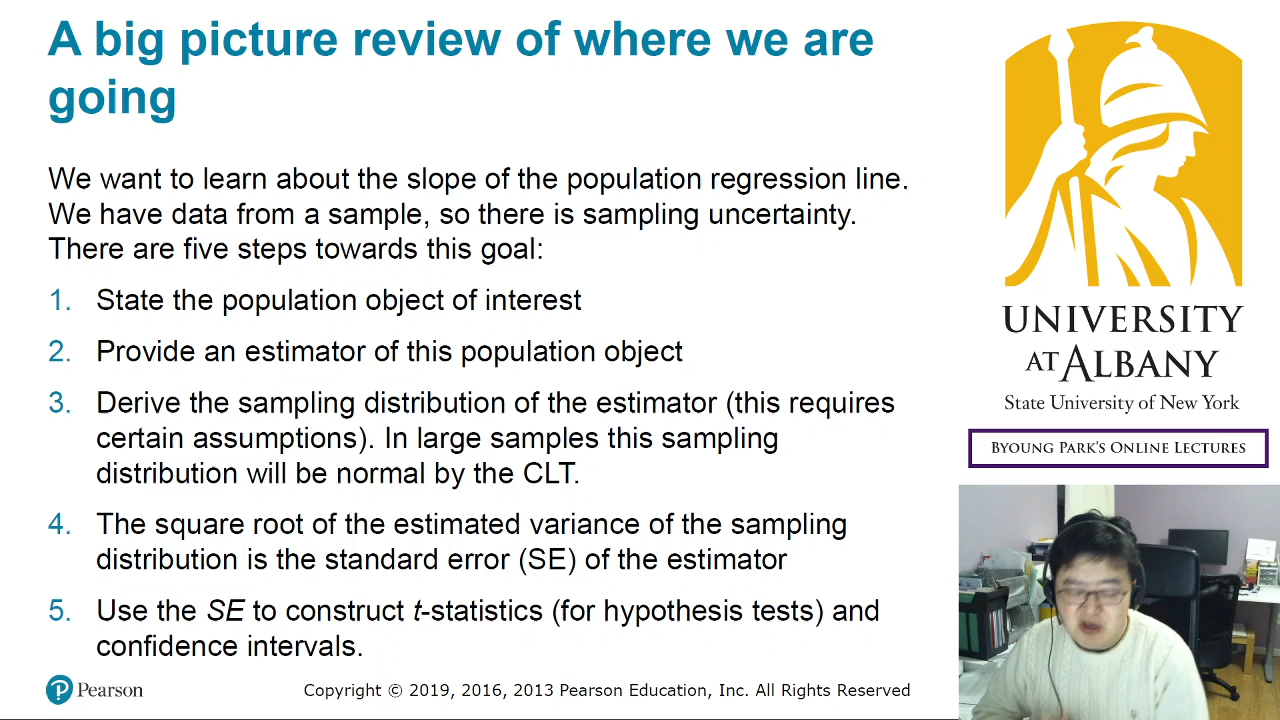 A big picture review of where we are
going
We want to learn about the slope of the population regression line.
We have data from a sample, so there is sampling uncertainty.
There are five steps towards this goal:
1. State the population object of interest
2. Provide an estimator of this population object
3. Derive the sampling distribution of the estimator (this requires
certain assumptions). In large samples this sampling
distribution will be normal by the CLT.
4. The square root of the estimated variance of the sampling
distribution is the standard error (SE) of the estimator
5. Use the SE to construct t-statistics (for hypothesis tests) and
confidence intervals.
P Pearson
Copyright © 2019, 2016, 2013 Pearson Education, Inc. All Rights Reserved
UNIVERSITY
AT ALBANY
State University of New York
BYOUNG PARK'S ONLINE LECTURES